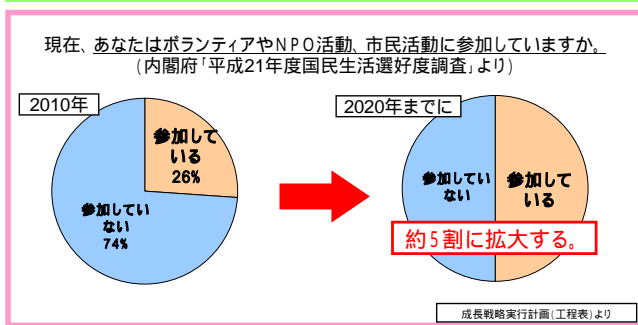 現在、あなたはボランティアやNPO活動、市民活動に参加していますか。
(内閣府「平成21年度国民生活選好度調査」より)
2010年
参加して
いる
26%
参加してい
ない
74%
2020年までに
参加してい
ない
参加して
いる
約5割に拡大する。
成長戦略実行計画(工程表)より